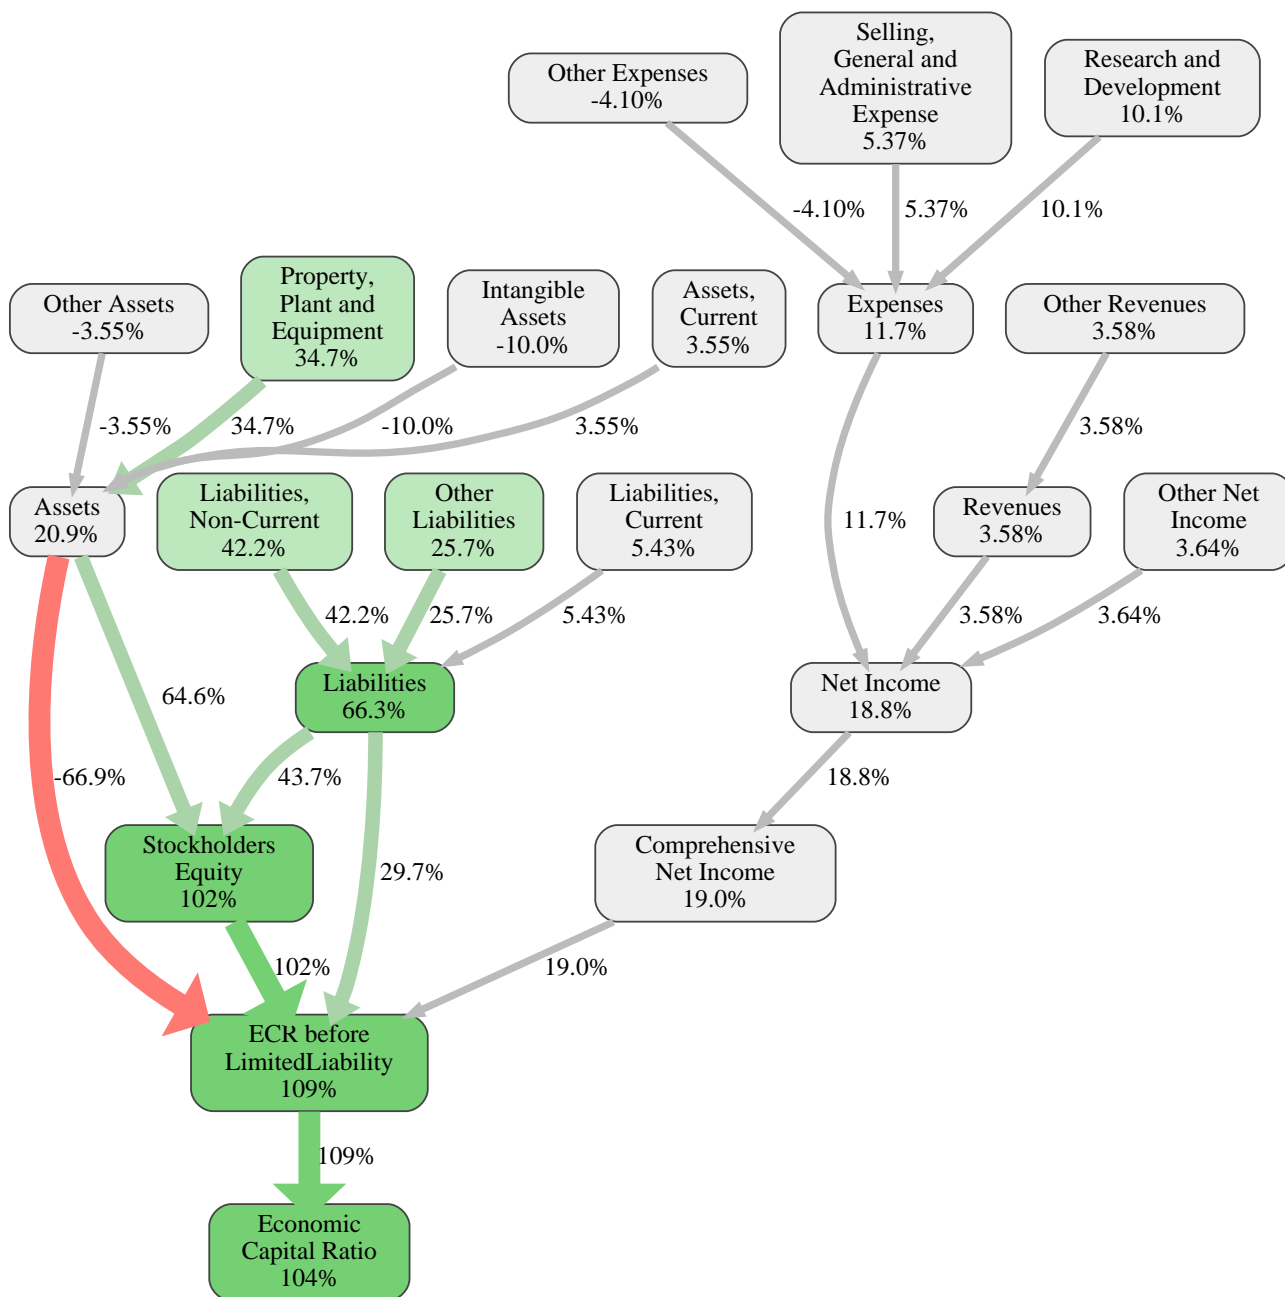 Other Expenses
-4.10%
Selling,
General and
Administrative
Expense
5.37%
Research and
Development
10.1%
-4.10%
5.37%
10.1%
Other Assets
-3.55%
Property,
Plant and
Equipment
34.7%
Intangible
Assets
-10.0%
Assets,
Current
3.55%
Expenses
11.7%
Other Revenues
3.58%
-3.55%
34.7%
-10.0%
3.55%
3.58%
Assets
20.9%
Liabilities,
Non-Current
42.2%
Other
Liabilities
25.7%
Liabilities,
Current
5.43%
11.7%
Revenues
3.58%
Other Net
Income
3.64%
42.2%
25.7%
5.43%
3.58%
3.64%
64.6%
Liabilities
66.3%
Net Income
18.8%
-66.9%
43.7%
18.8%
Stockholders
Equity
102%
29.7%
Comprehensive
Net Income
19.0%
102%
19.0%
ECR before
LimitedLiability
109%
109%
Economic
Capital Ratio
104%